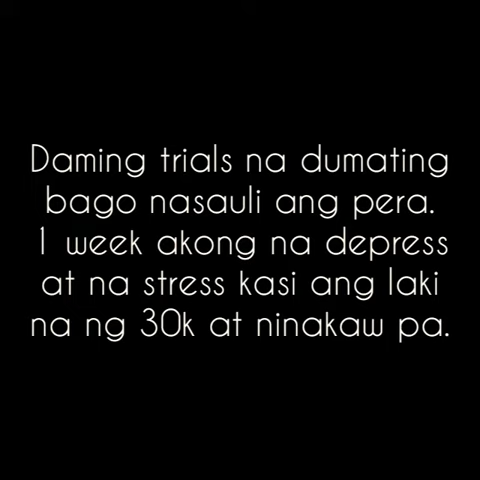 Daming trials na dumating
bago nasauli ang pera.
1 week akong na depress
at na stress kasi ang laki
na ng 30k at ninakaw pa.